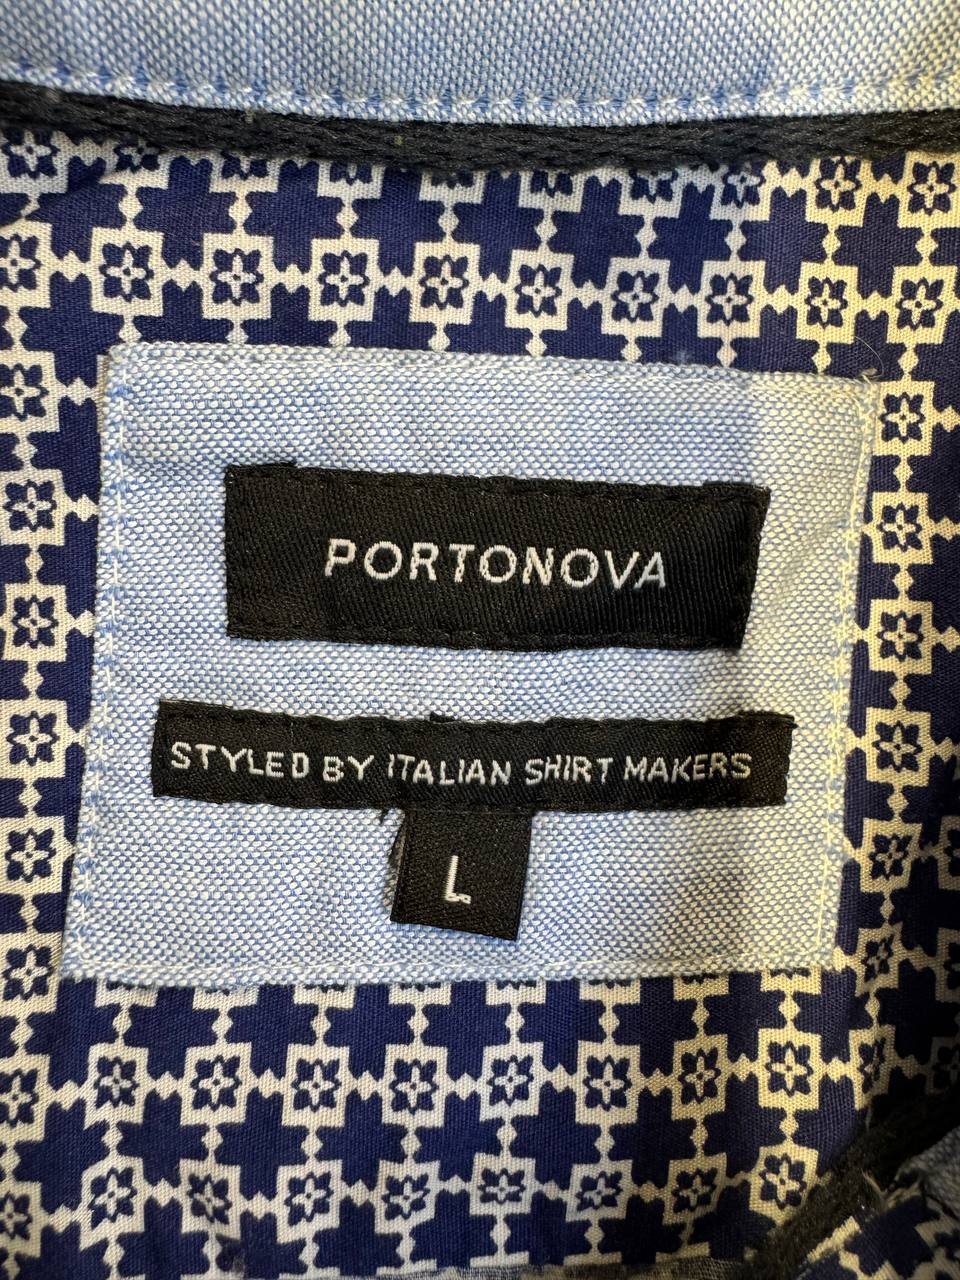 PORTONOVA
STYLED BY ITALIAN SHIRT MAKERS
L